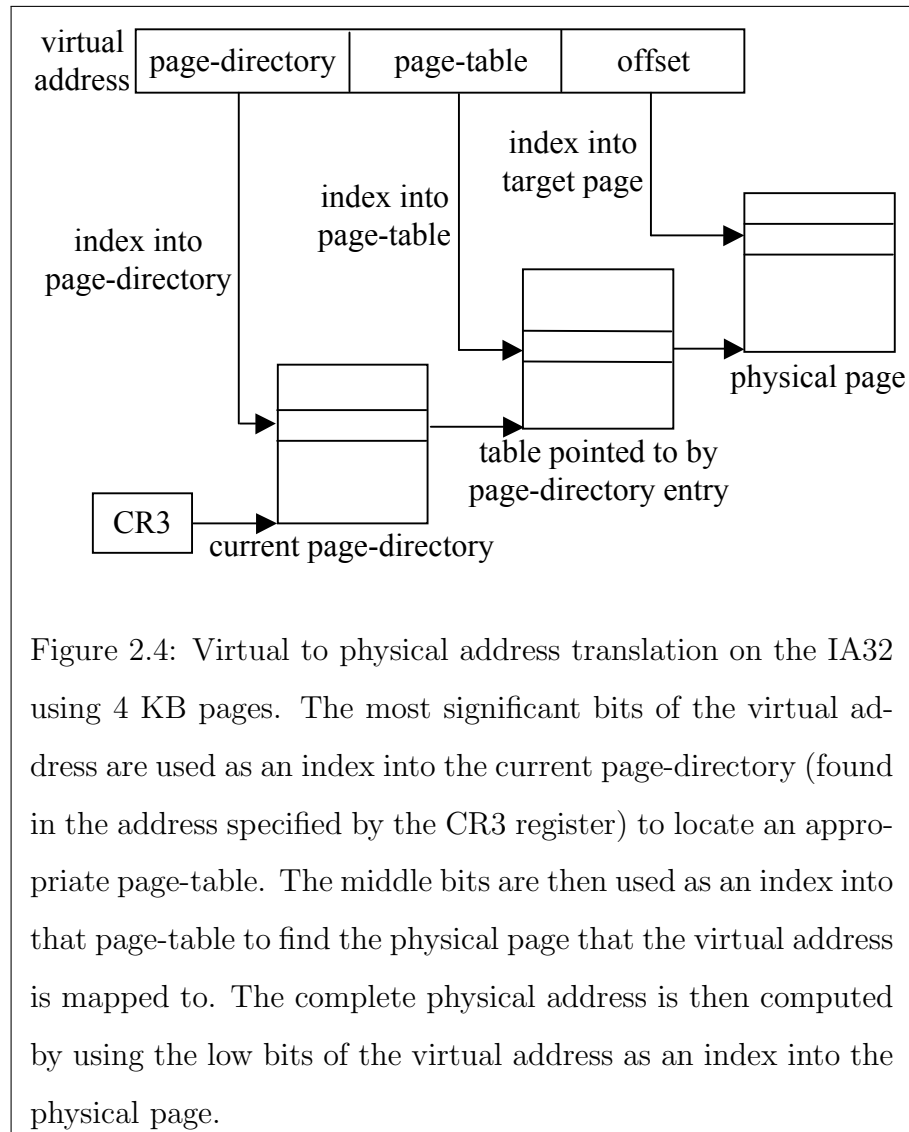 virtual
address
page-directory
page-table
offset
index into
target page
index into
page-table
index into
page-directory
physical page
table pointed to by
page-directory entry
CR3
current page-directory
Figure 2.4: Virtual to physical address translation on the IA32
using 4 KB pages. The most significant bits of the virtual ad-
dress are used as an index into the current page-directory (found
in the address specified by the CR3 register) to locate an appro-
priate page-table. The middle bits are then used as an index into
that page-table to find the physical page that the virtual address
is mapped to. The complete physical address is then computed
by using the low bits of the virtual address as an index into the
physical page.